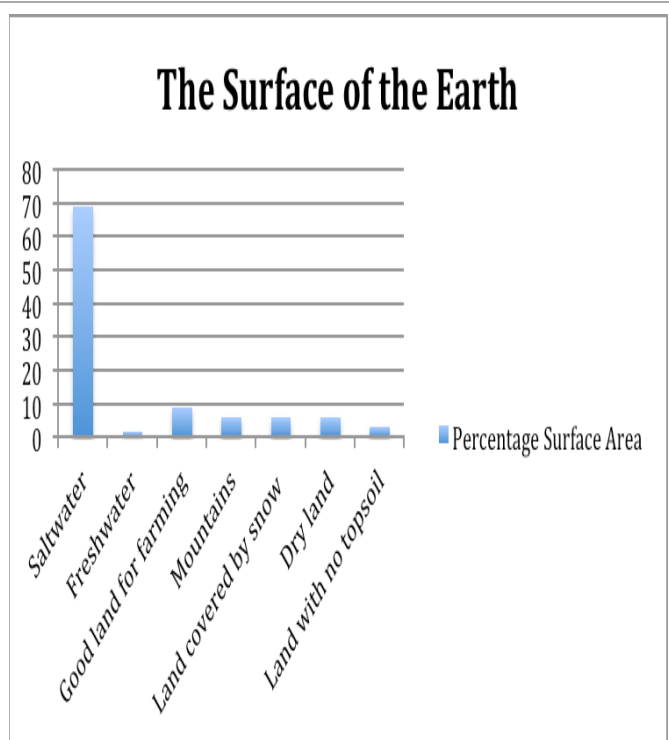 The Surface of the Earth
80
70
60
50
40
30
20
10
0
Saltwater
Freshwater
Good land for farming
Mountains
Land covered by snow
Dry land
Land with no topsoil
Percentage Surface Area